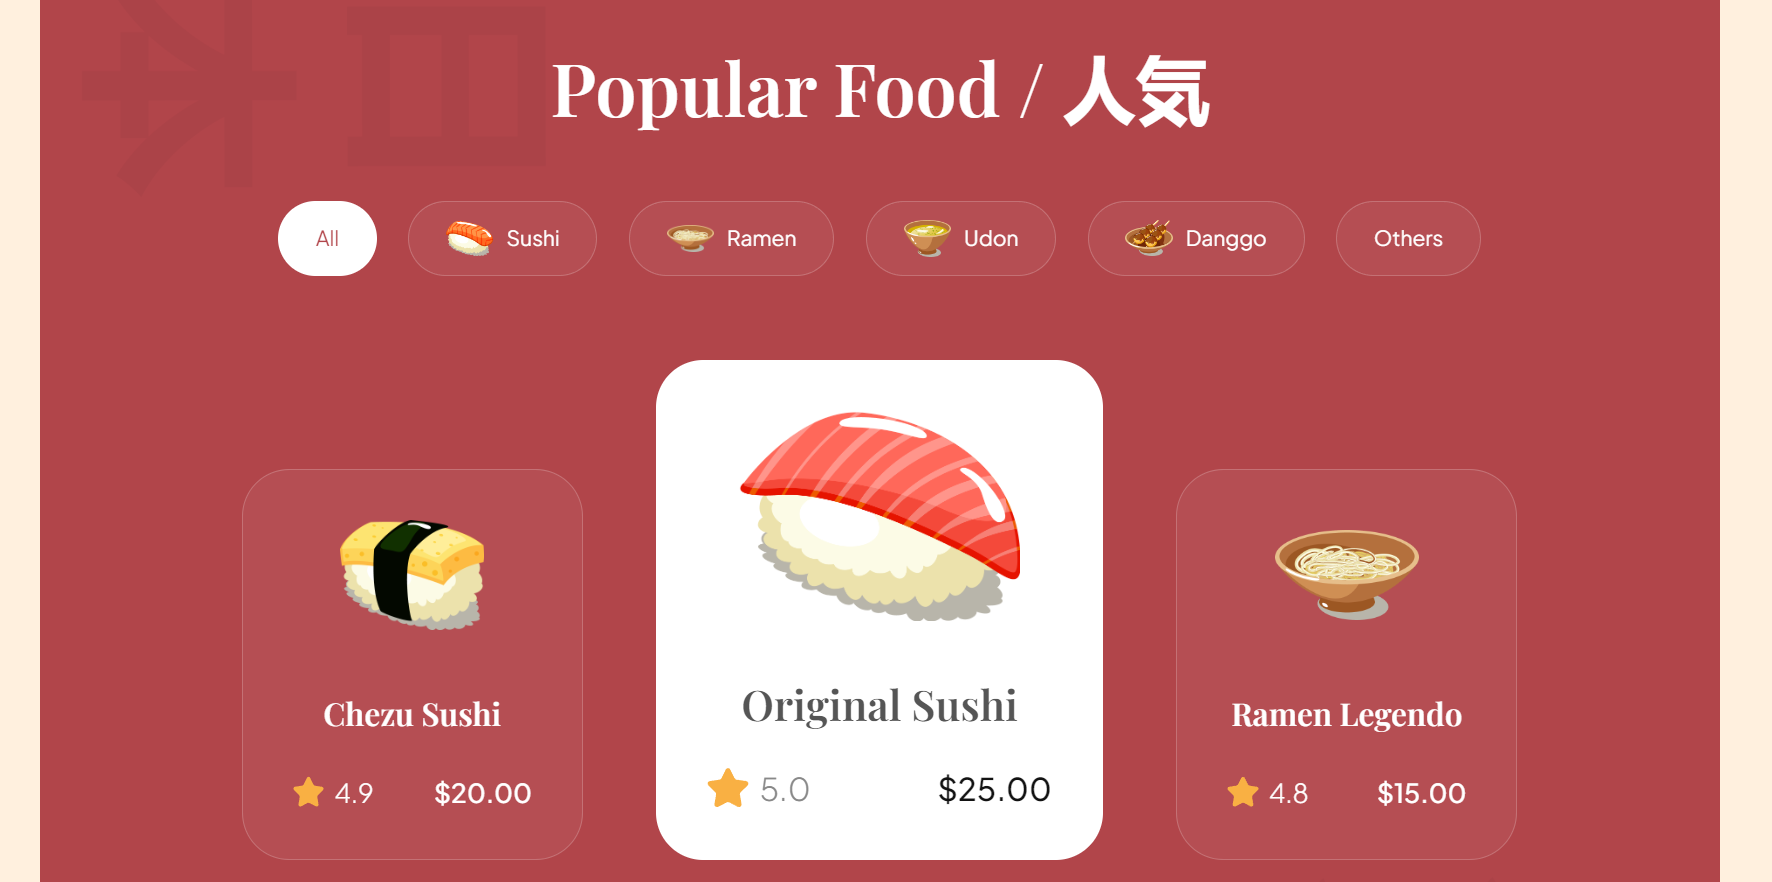 Popular Food / 人気
All
Sushi
Ramen
Udon
Danggo
Others
Chezu Sushi
4.9
$20.00
Original Sushi
5.0
$25.00
Ramen Legendo
4.8
$15.00